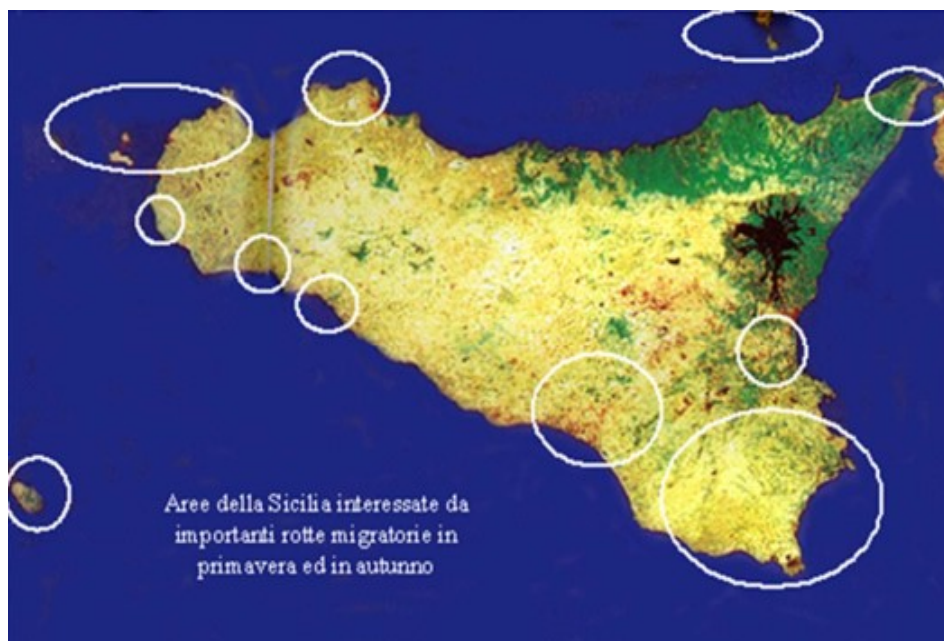 Aree della Sicilia interessate da
importanti rotte migratorie in
primavera ed in autunno